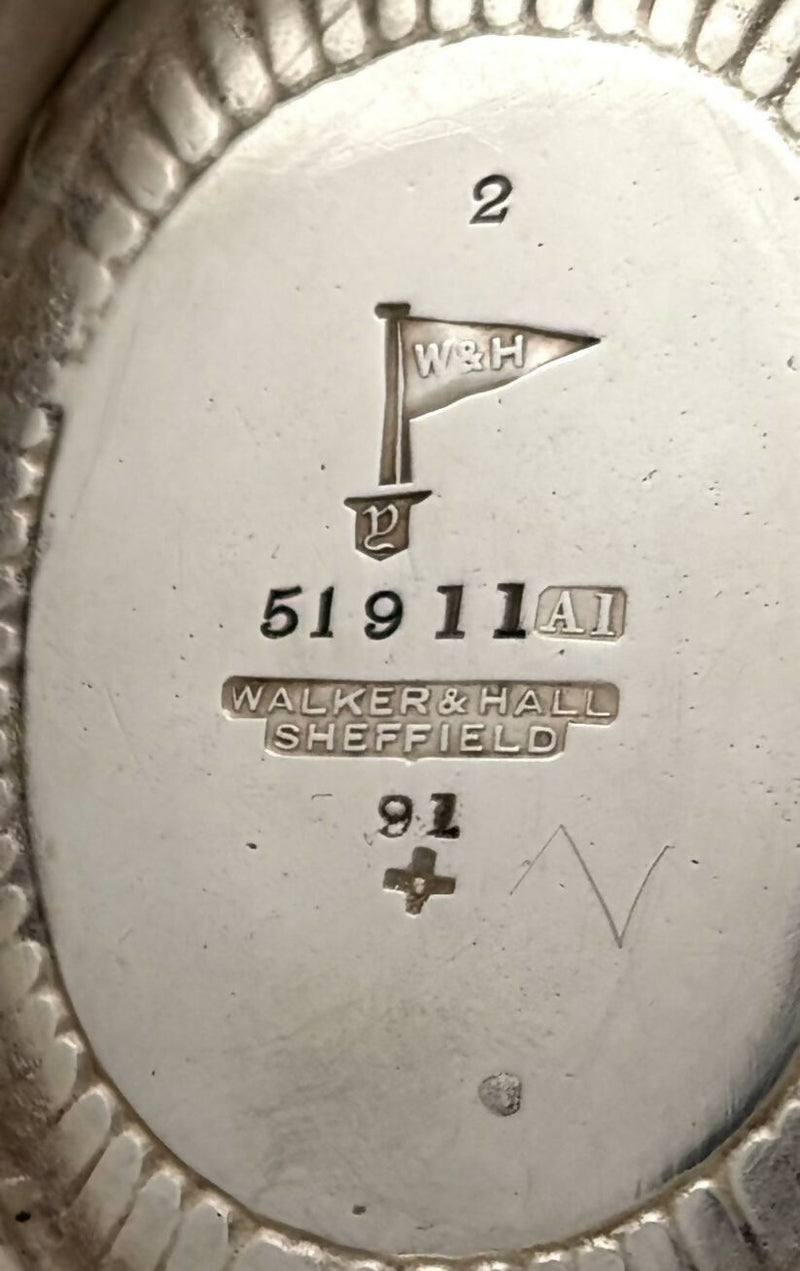 2
W&H
y
51911 A1
WALKER & HALL
SHEFFIELD
91